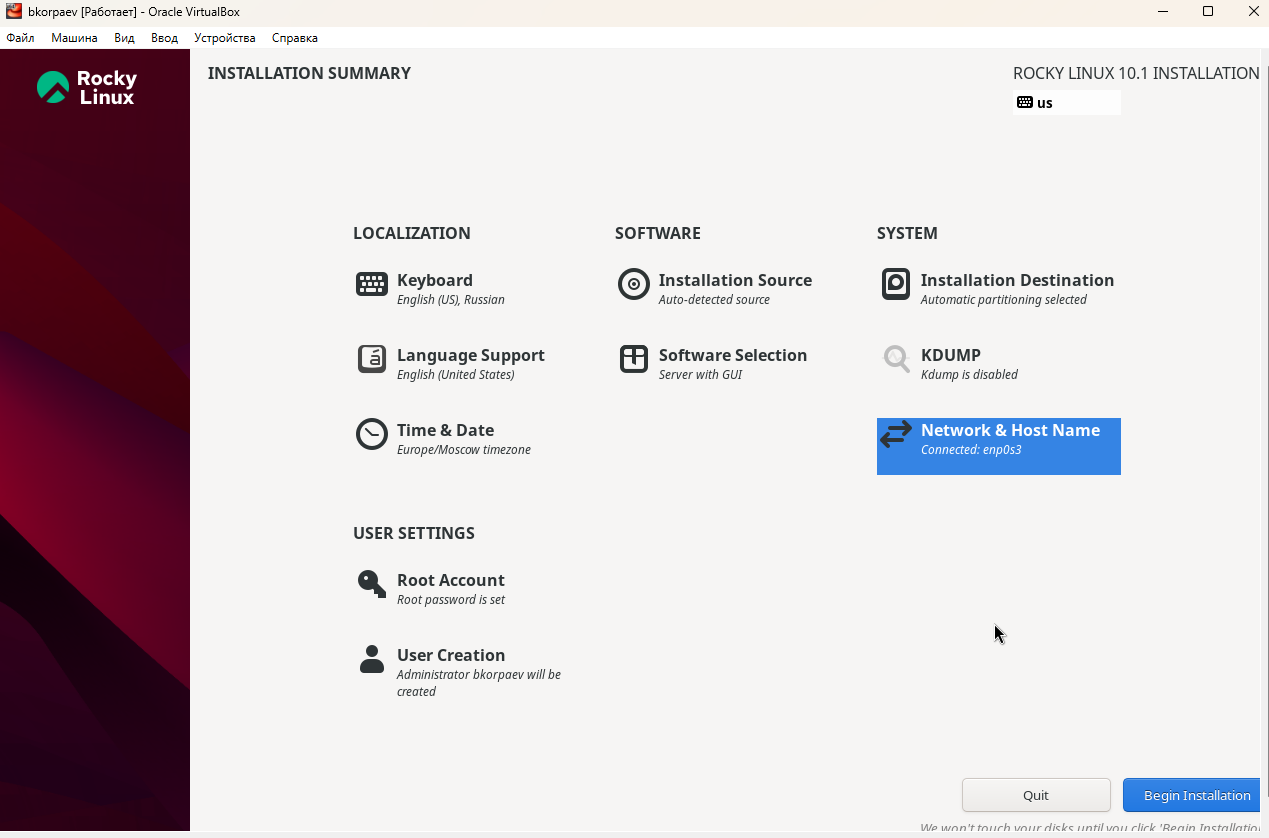 bkorpaev [Работает] - Oracle VirtualBox
Файл Машина Вид Ввод Устройства Справка
Rocky
Linux
INSTALLATION SUMMARY
ROCKY LINUX 10.1 INSTALLATION
us
LOCALIZATION
Keyboard
English (US), Russian
Language Support
English (United States)
Time & Date
Europe/Moscow timezone
SOFTWARE
Installation Source
Auto-detected source
Software Selection
Server with GUI
SYSTEM
Installation Destination
Automatic partitioning selected
KDUMP
Kdump is disabled
Network & Host Name
Connected: enp0s3
USER SETTINGS
Root Account
Root password is set
User Creation
Administrator bkorpaev will be
created
Quit
Begin Installation
We won't touch your disks until you click 'Begin Installatio